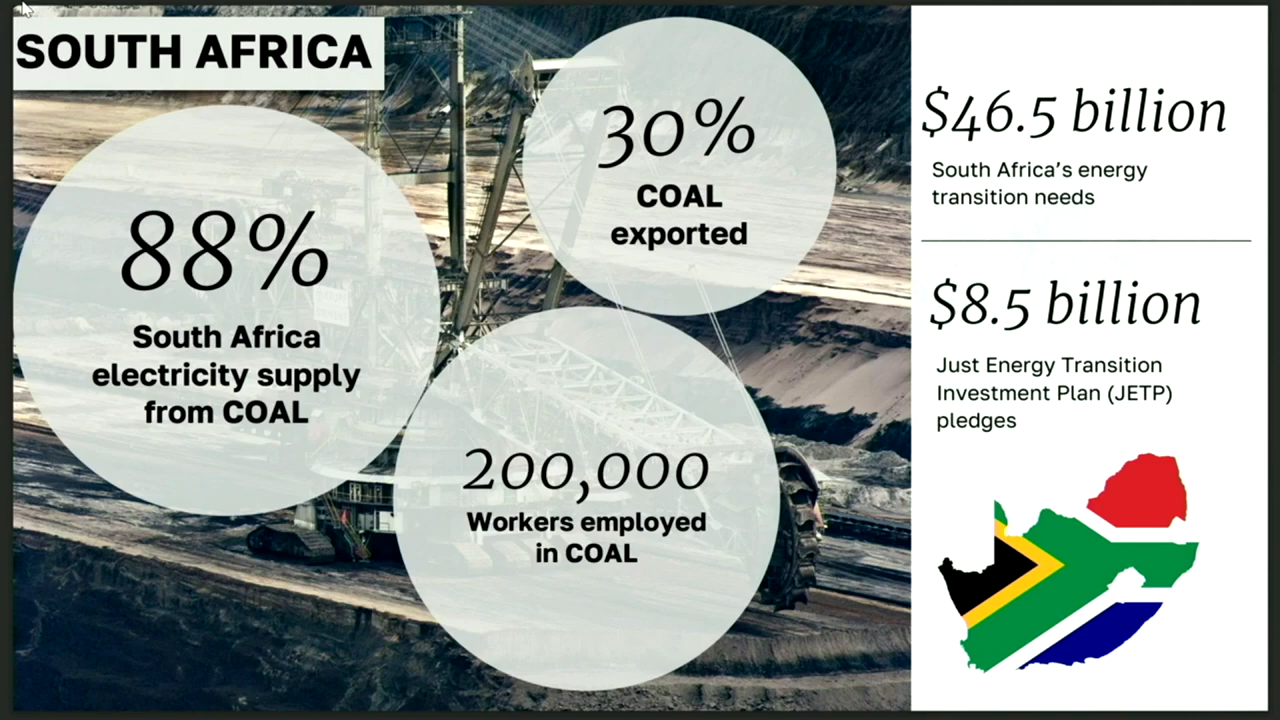 SOUTH AFRICA
88%
South Africa
electricity supply
from COAL
30%
COAL
exported
200,000
Workers employed
in COAL
$46.5 billion
South Africa's energy
transition needs
$8.5 billion
Just Energy Transition
Investment Plan (JETP)
pledges